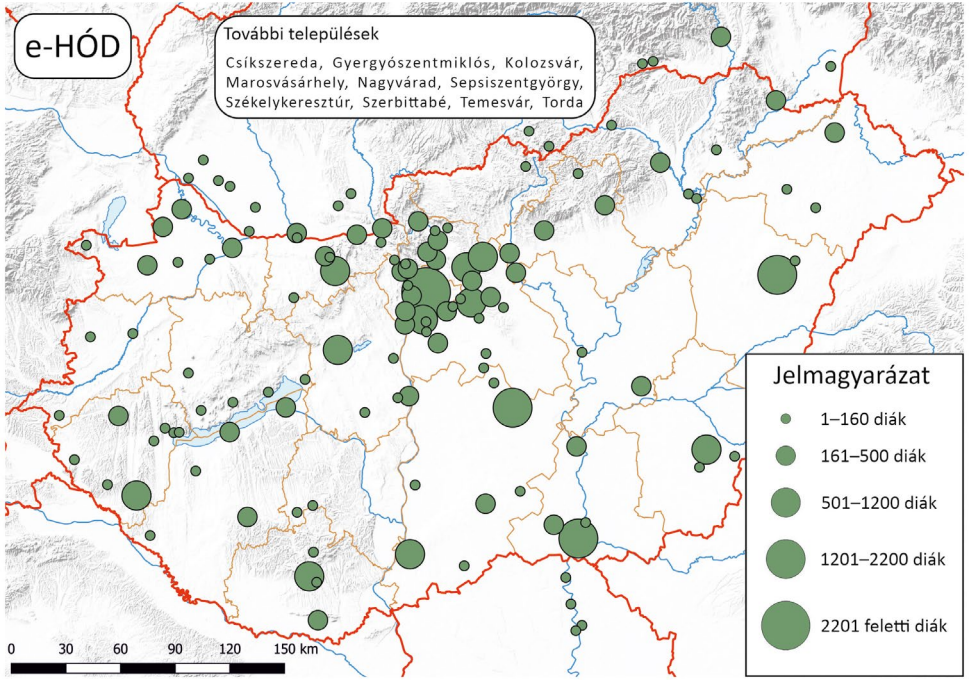 e-HÓD
További települések
Csíkszereda, Gyergyószentmiklós, Kolozsvár,
Marosvásárhely, Nagyvárad, Sepsiszentgyörgy,
Székelykeresztúr, Szerbittabé, Temesvár, Torda
Jelmagyarázat
1–160 diák
161–500 diák
501–1200 diák
1201–2200 diák
2201 feletti diák
0 30 60 90 120 150 km